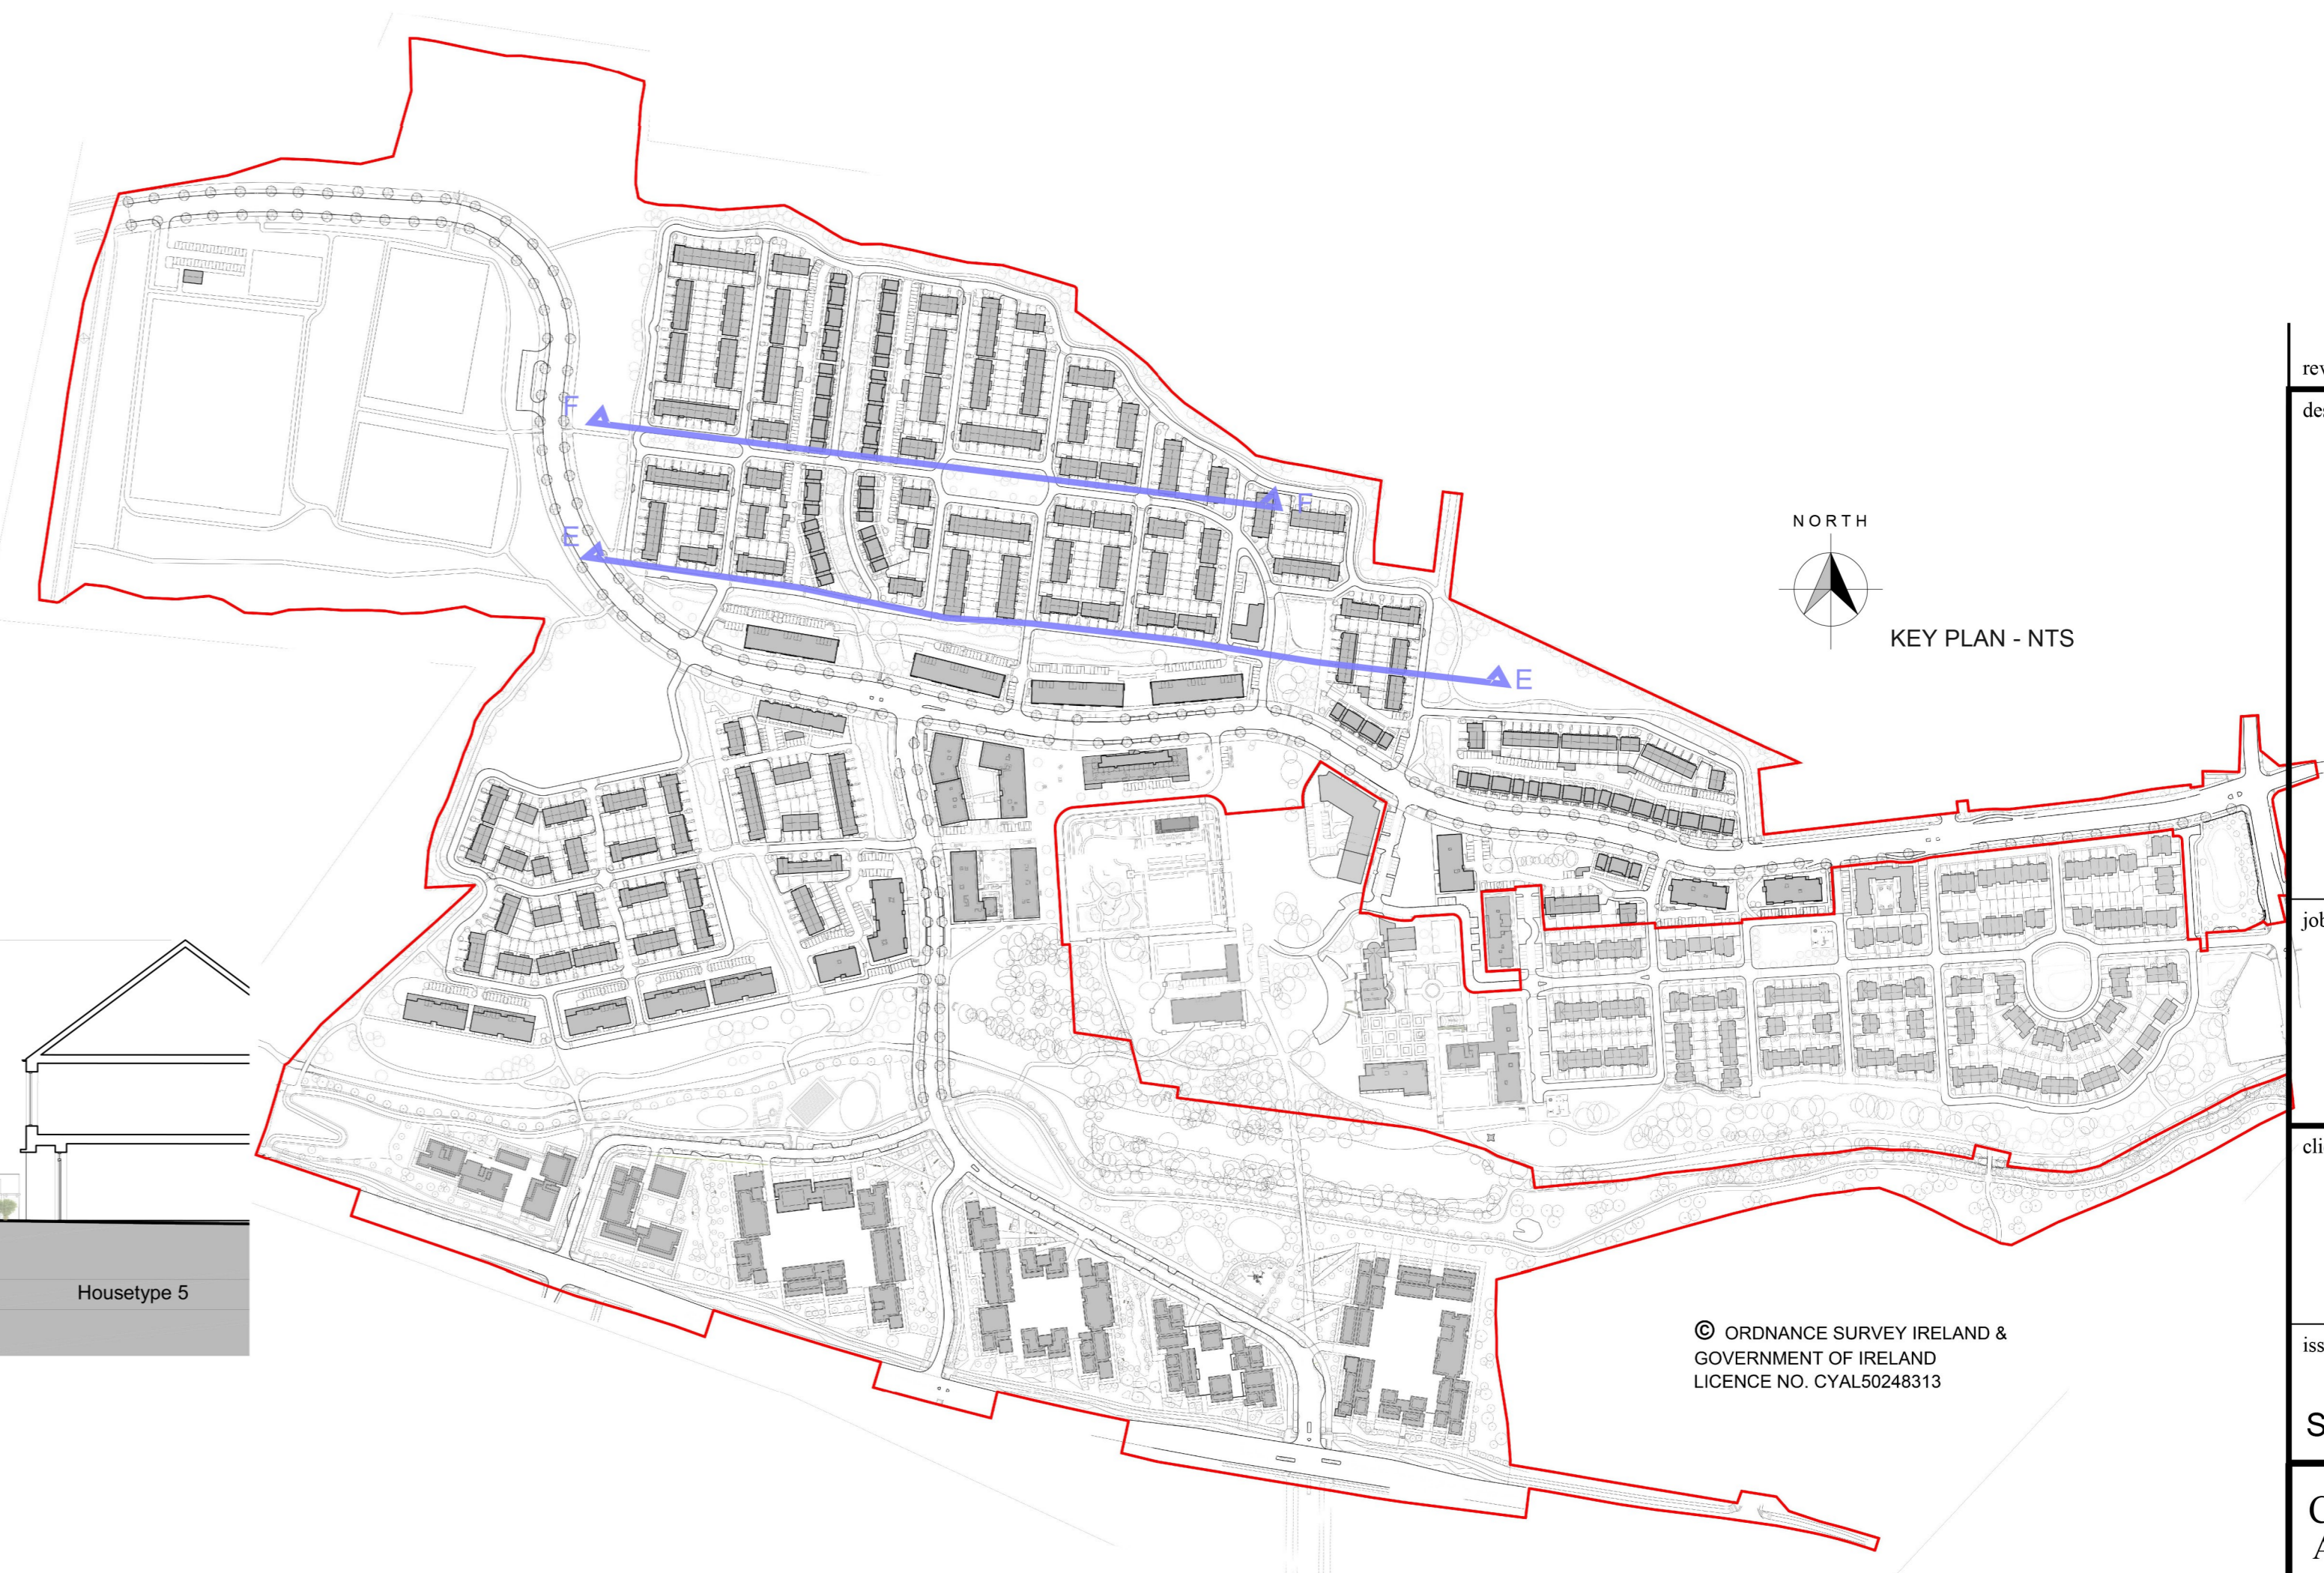 F
F
E
E
NORTH
KEY PLAN - NTS
Housetype 5
© ORDNANCE SURVEY IRELAND &
GOVERNMENT OF IRELAND
LICENCE NO. CYAL50248313